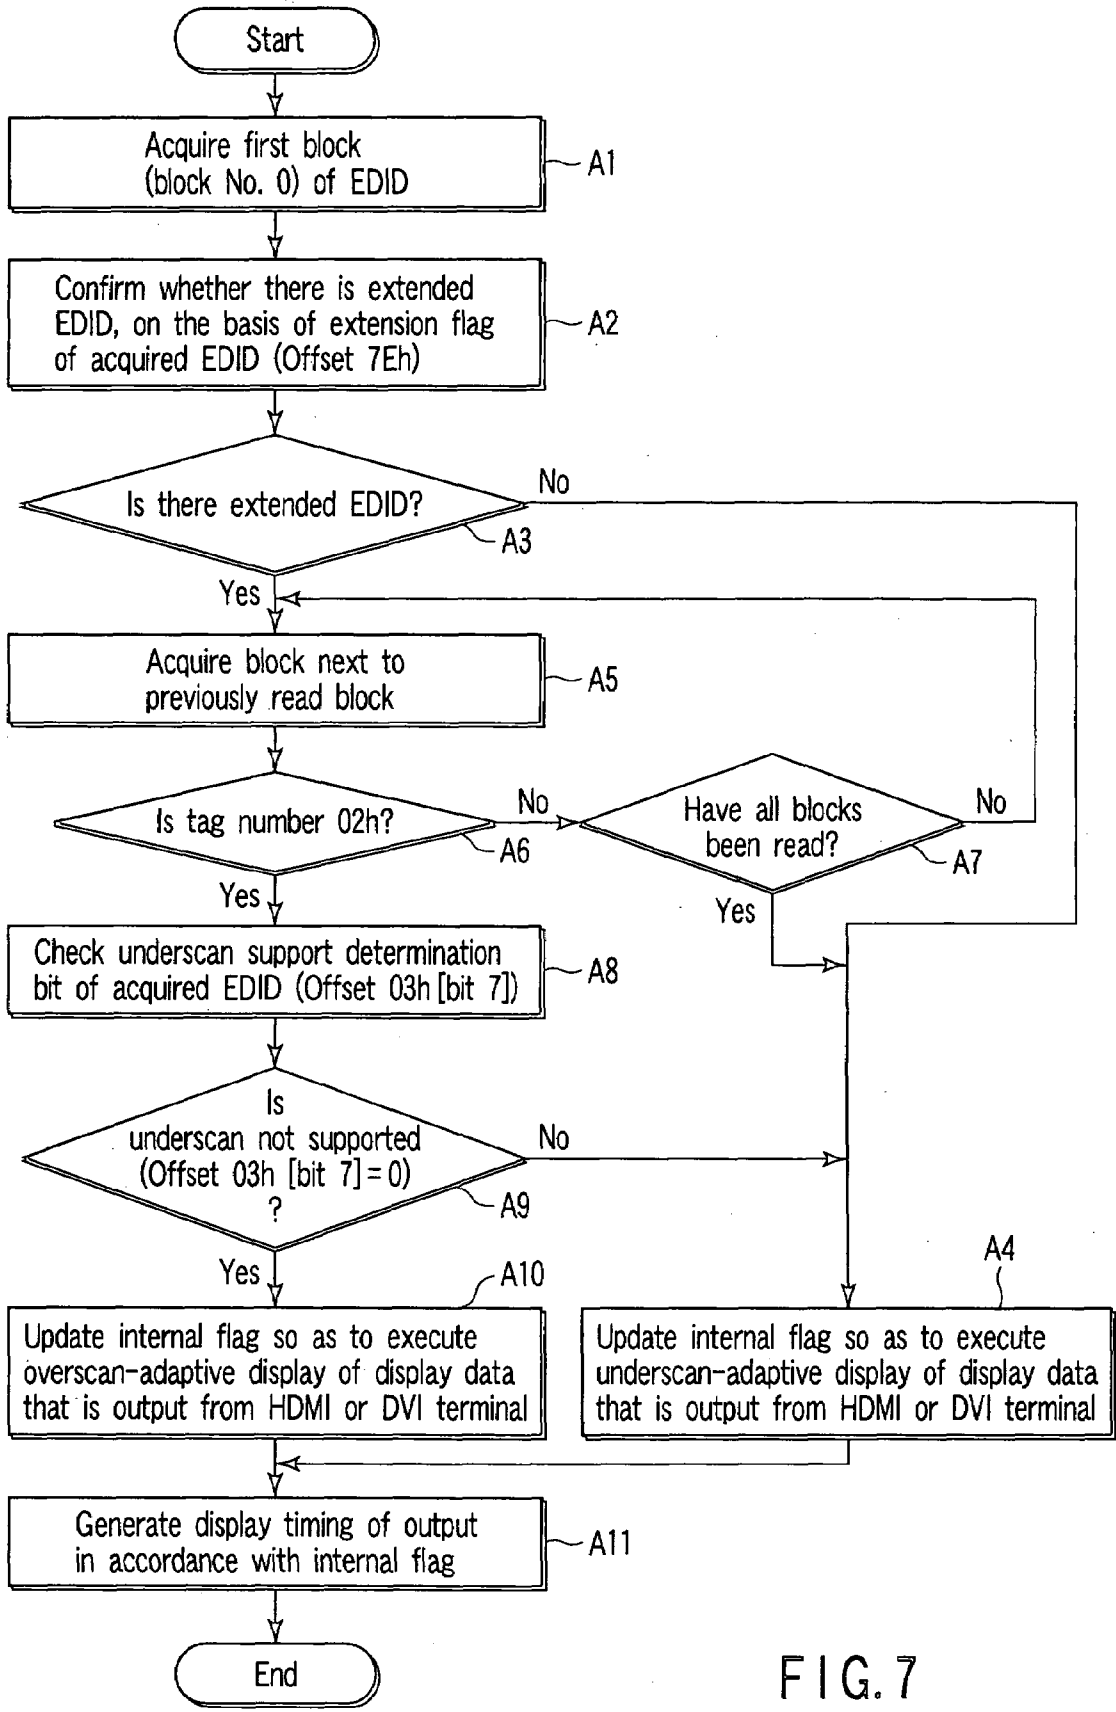 Start
Acquire first block
(block No. 0) of EDID
A1
Confirm whether there is extended
EDID, on the basis of extension flag
of acquired EDID (Offset 7Eh)
A2
Is there extended EDID?
No
A3
Yes
Acquire block next to
previously read block
A5
Is tag number 02h?
No
A6
Have all blocks
been read?
No
A7
Yes
Yes
Check underscan support determination
bit of acquired EDID (Offset 03h [bit 7])
A8
Is
underscan not supported
(Offset 03h [bit 7] = 0)
?
No
A9
Yes
A10
Update internal flag so as to execute
overscan-adaptive display of display data
that is output from HDMI or DVI terminal
A4
Update internal flag so as to execute
underscan-adaptive display of display data
that is output from HDMI or DVI terminal
Generate display timing of output
in accordance with internal flag
A11
End
FIG. 7